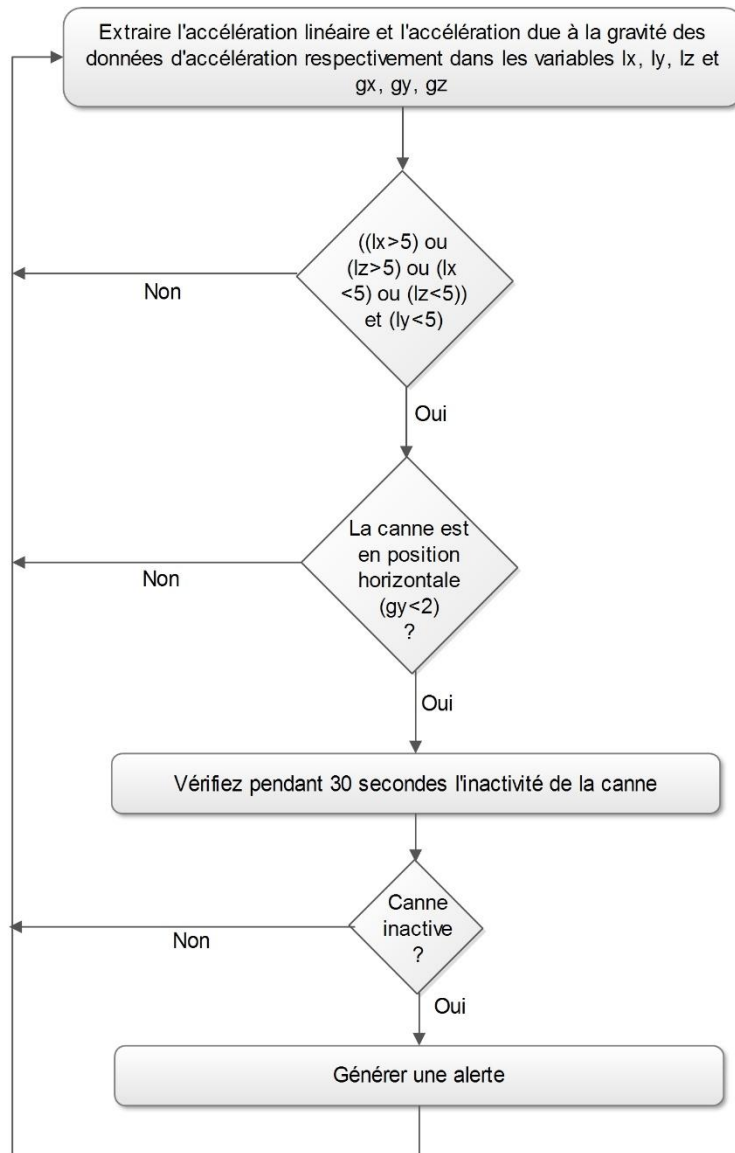 Extraire l'accélération linéaire et l'accélération due à la gravité des
données d'accélération respectivement dans les variables lx, ly, lz et
gx, gy, gz
((lx>5) ou
(lz>5) ou (lx
<5) ou (lz<5))
et (ly<5)
Non
Oui
La canne est
en position
horizontale
(gy<2)
?
Non
Oui
Vérifiez pendant 30 secondes l'inactivité de la canne
Canne
inactive
?
Non
Oui
Générer une alerte